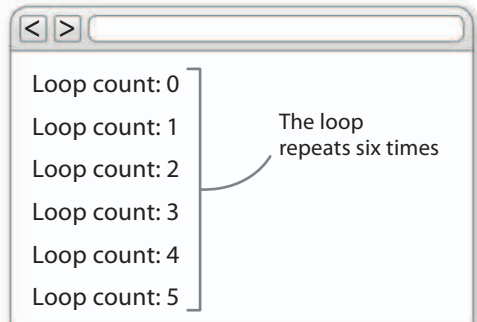 < >
Loop count: 0
Loop count: 1
Loop count: 2
Loop count: 3
Loop count: 4
Loop count: 5
The loop
repeats six times